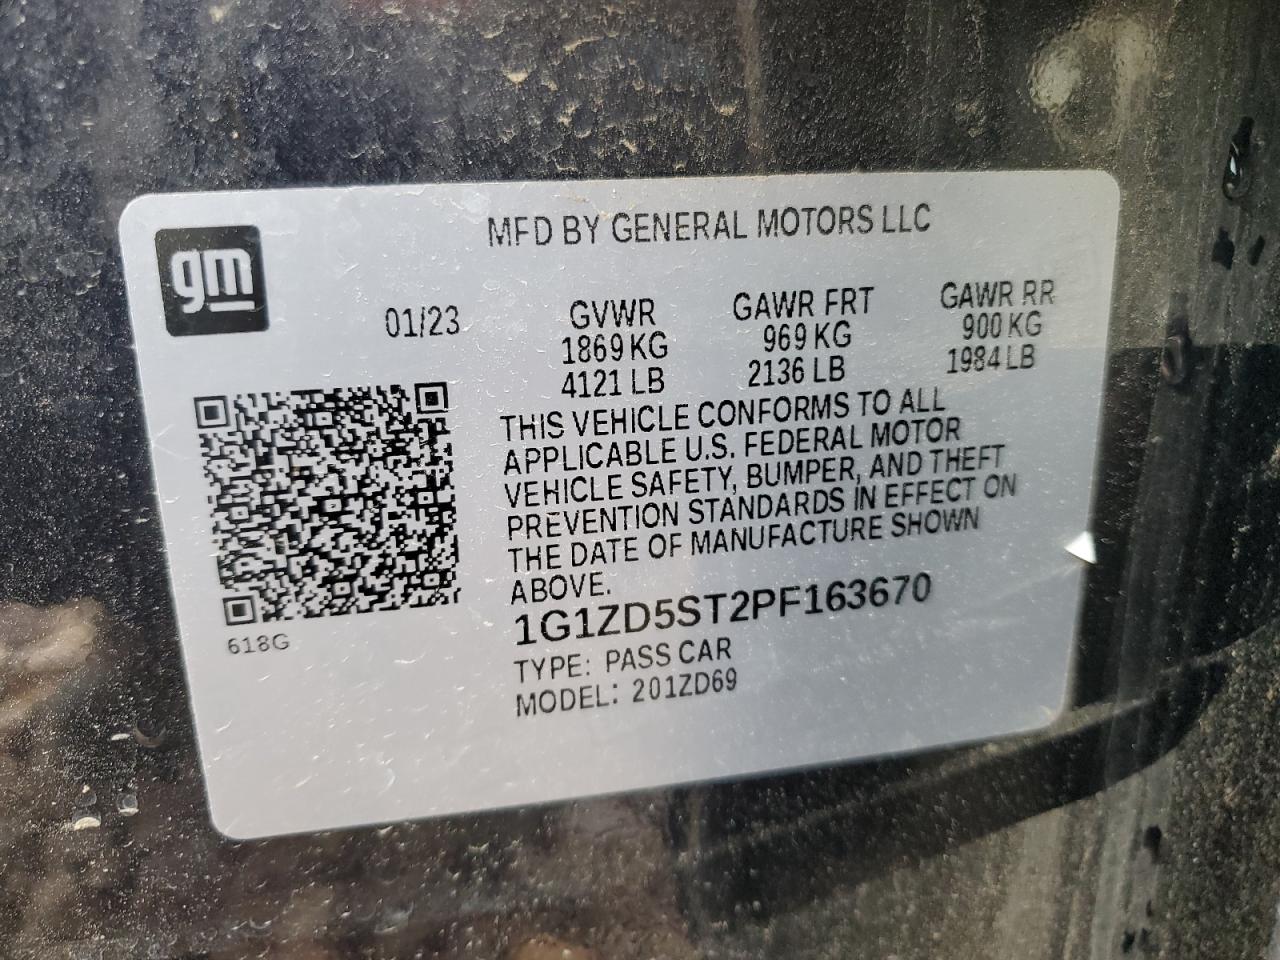 gm
MFD BY GENERAL MOTORS LLC
01/23
GVWR
1869 KG
4121 LB
GAWR FRT
969 KG
2136 LB
GAWR RR
900 KG
1984 LB
THIS VEHICLE CONFORMS TO ALL
APPLICABLE U.S. FEDERAL MOTOR
VEHICLE SAFETY, BUMPER, AND THEFT
PREVENTION STANDARDS IN EFFECT ON
THE DATE OF MANUFACTURE SHOWN
ABOVE.
1G1ZD5ST2PF163670
TYPE: PASS CAR
MODEL: 201ZD69
618G